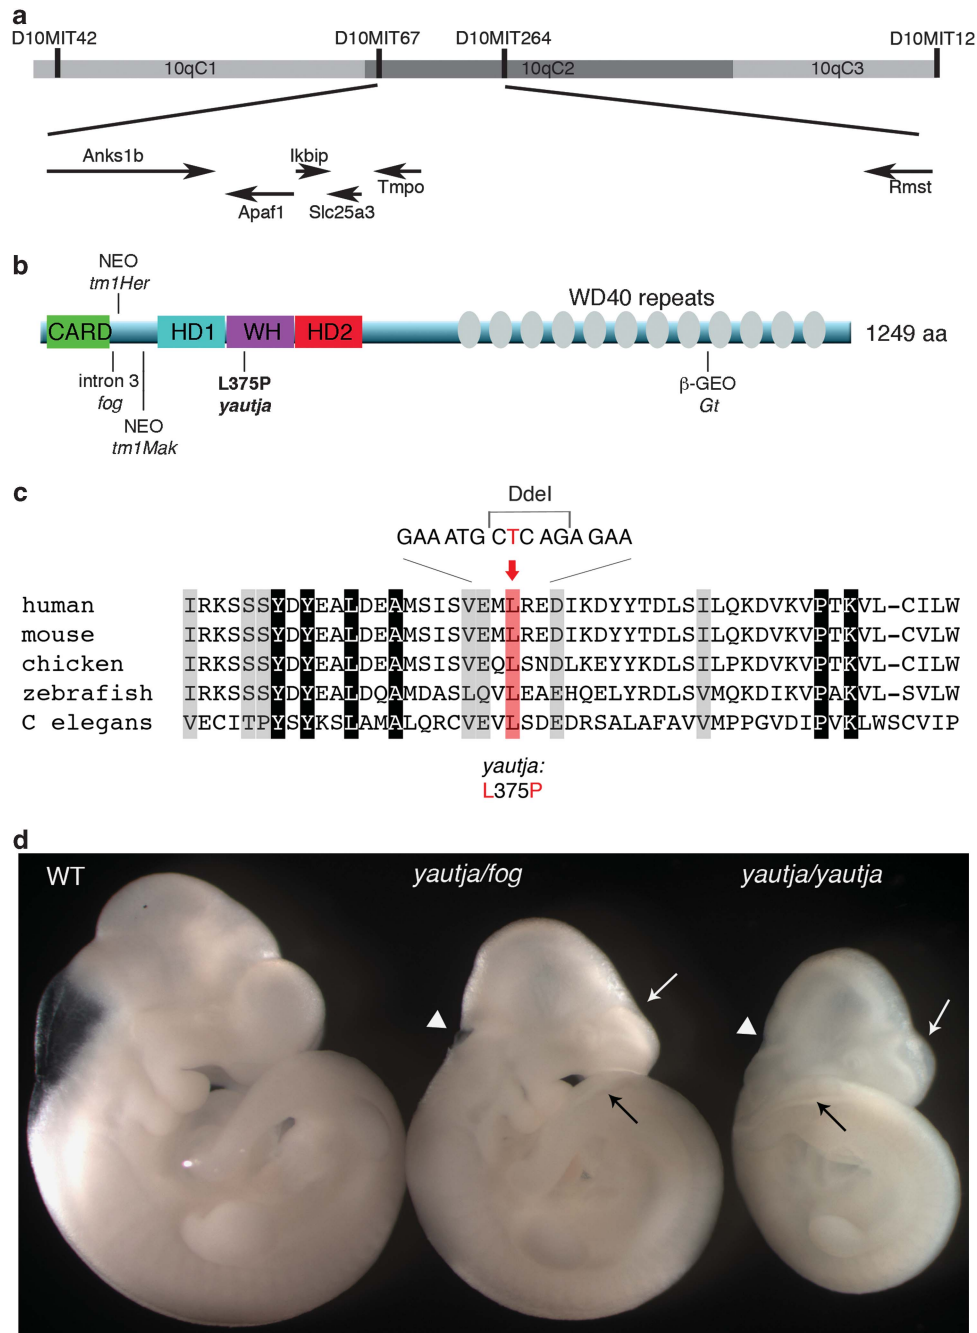 a
D10MIT42 D10MIT67 D10MIT264 D10MIT12
10qC1 10qC2 10qC3
Anks1b Ikbip
Tmpo Rmst
Apaf1 Slc25a3
b
NEO
tm1Her
WD40 repeats
CARD HD1 WH HD2 1249 aa
intron 3 L375P β-GEO
fog yautja Gt
NEO
tm1Mak
c
DdeI
GAA ATG CTC AGA GAA
human IRKSSSYDYEALDEAMSISVEMLREDIKDYYTDLSILQKDVKVPTKVL-CILW
mouse IRKSSSYDYEALDEAMSISVEMLREDIKDYYTDLSILQKDVKVPTKVL-CVLW
chicken IRKSSSYDYEALDEAMSISVEQLSNDLKEYYKDLSILPKDVKVPTKVL-CILW
zebrafish IRKSSSYDYEALDQAMDASLQVLEAEHQELYRDLSVMQKDIKVPAKVL-SVLW
C elegans VECITPYSYKSLAMALQRCVEVLSDEDRSALAFAVVMPPGVDIPVKLWSCVIP
yautja:
L375P
d
WT yautja/fog yautja/yautja